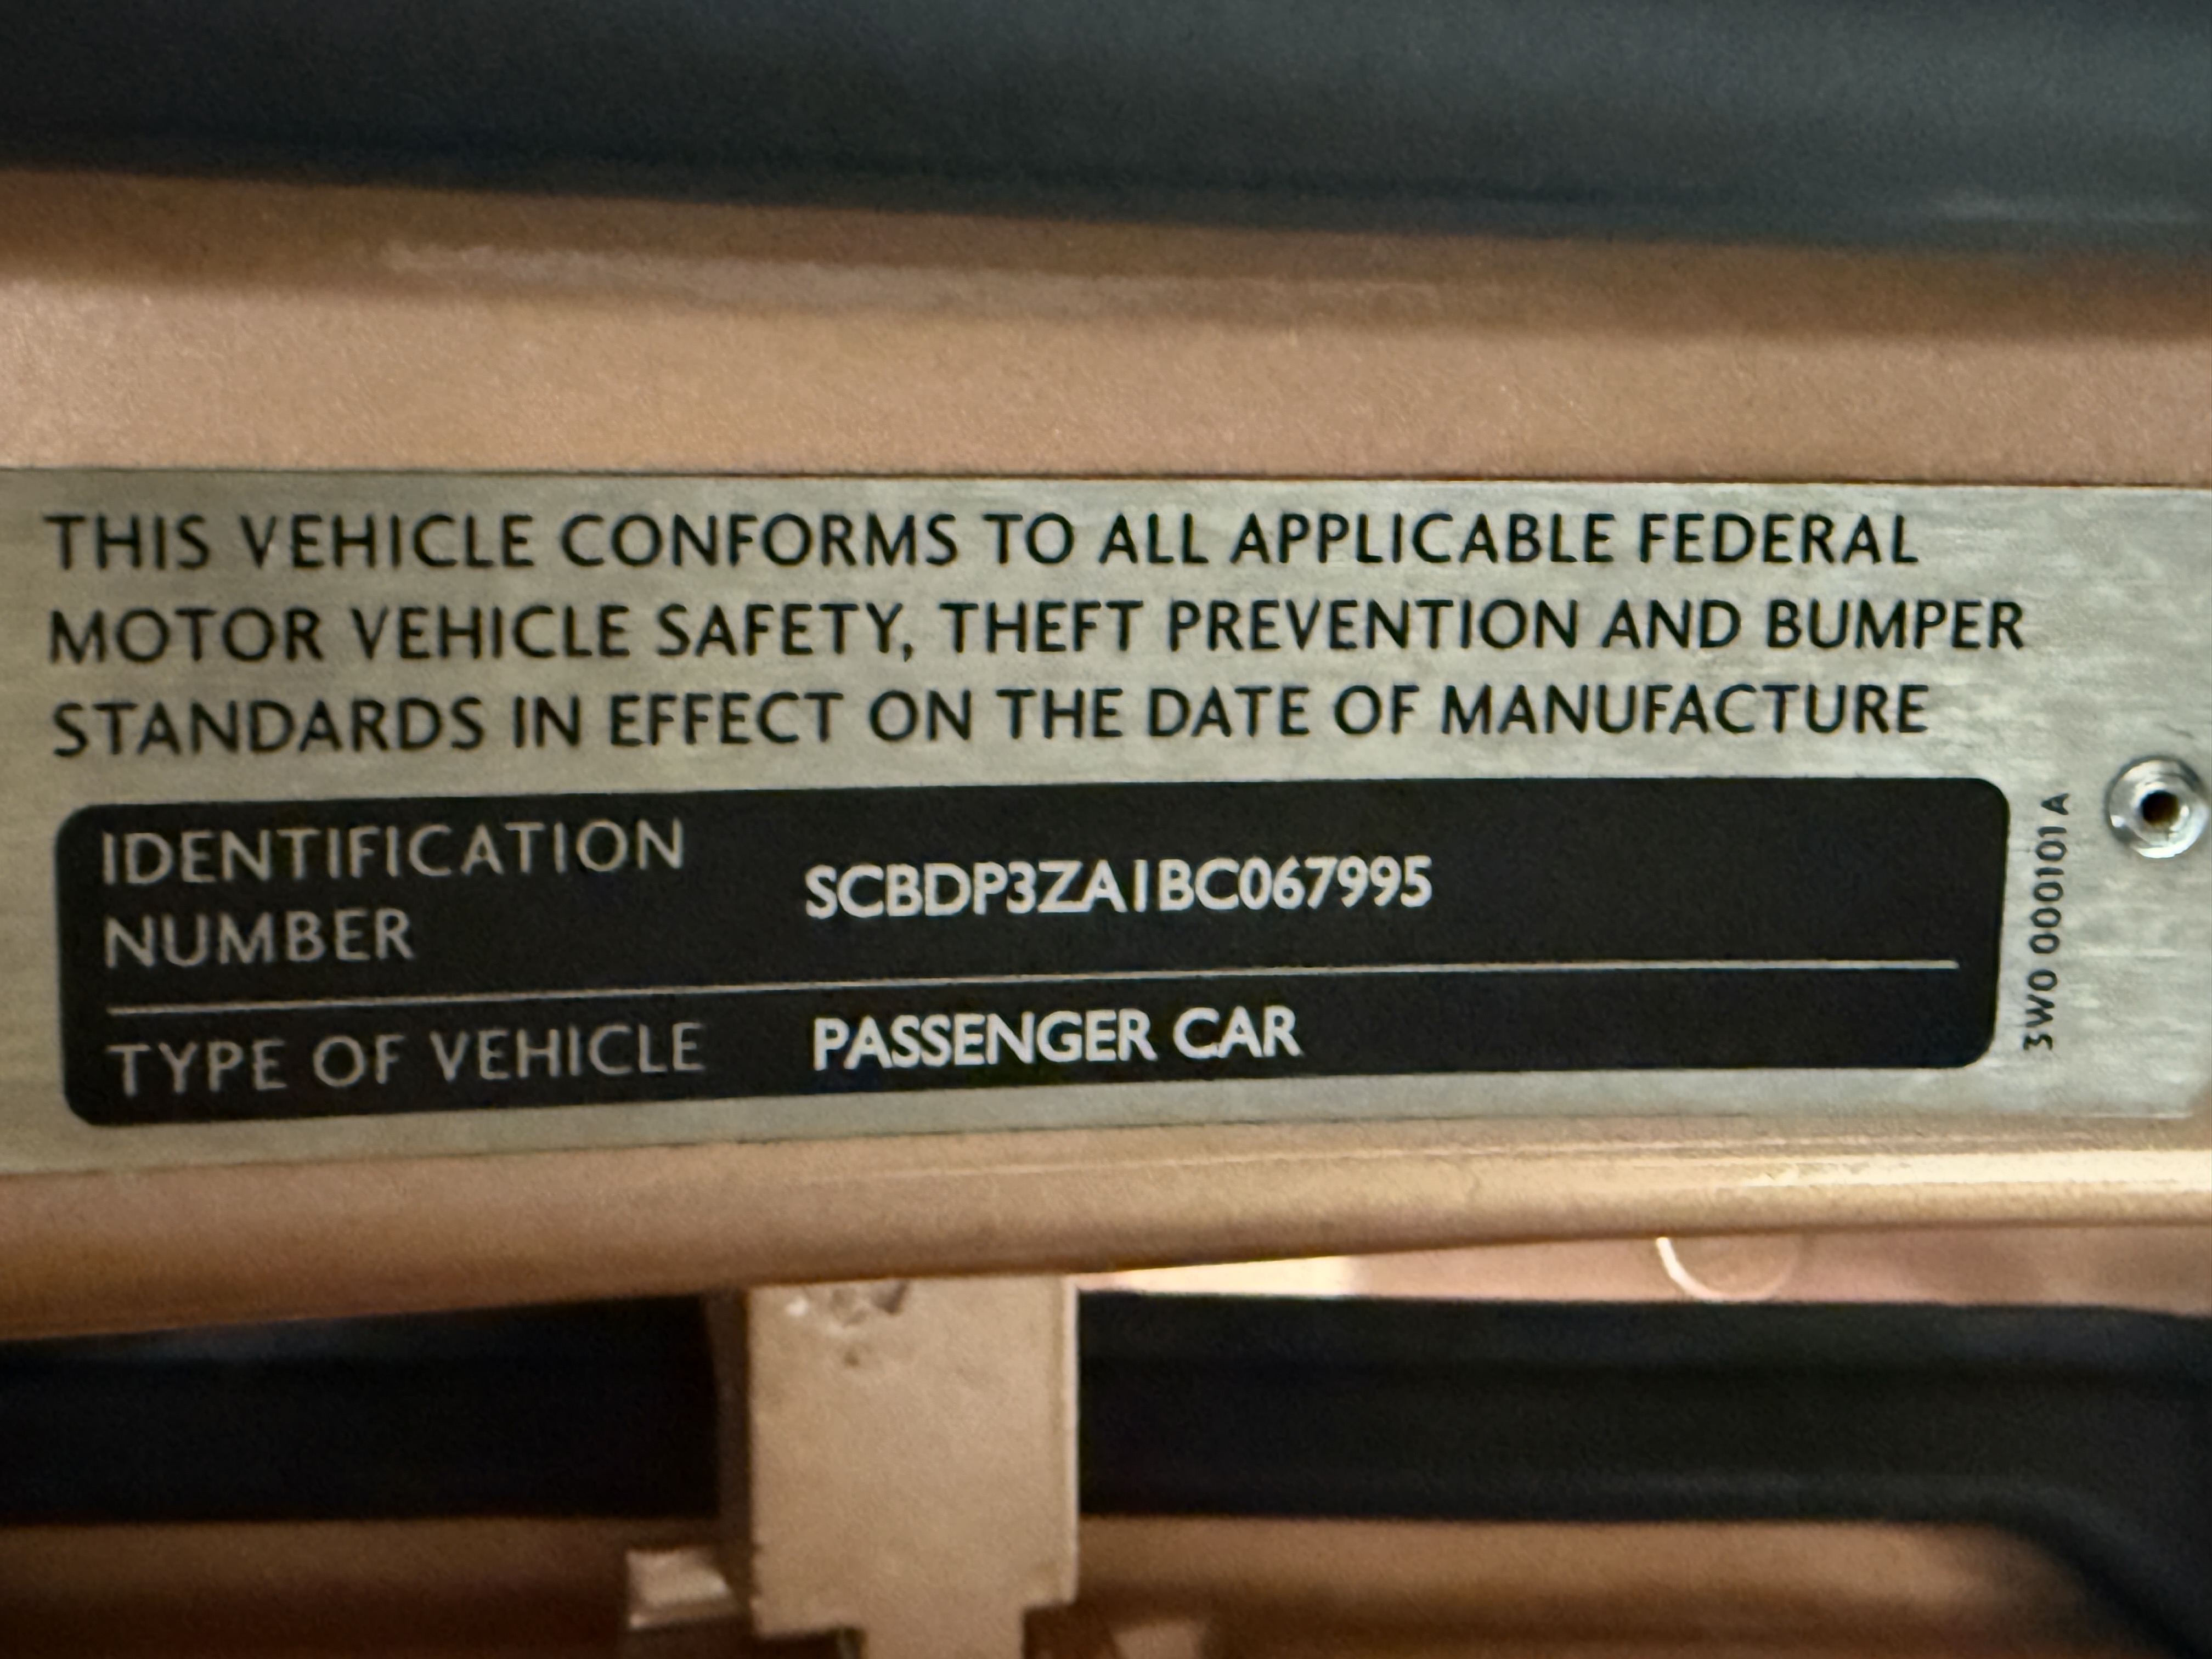 THIS VEHICLE CONFORMS TO ALL APPLICABLE FEDERAL
MOTOR VEHICLE SAFETY, THEFT PREVENTION AND BUMPER
STANDARDS IN EFFECT ON THE DATE OF MANUFACTURE
IDENTIFICATION
NUMBER
SCBDP3ZA1BC067995
TYPE OF VEHICLE PASSENGER CAR
3W0 000101 A